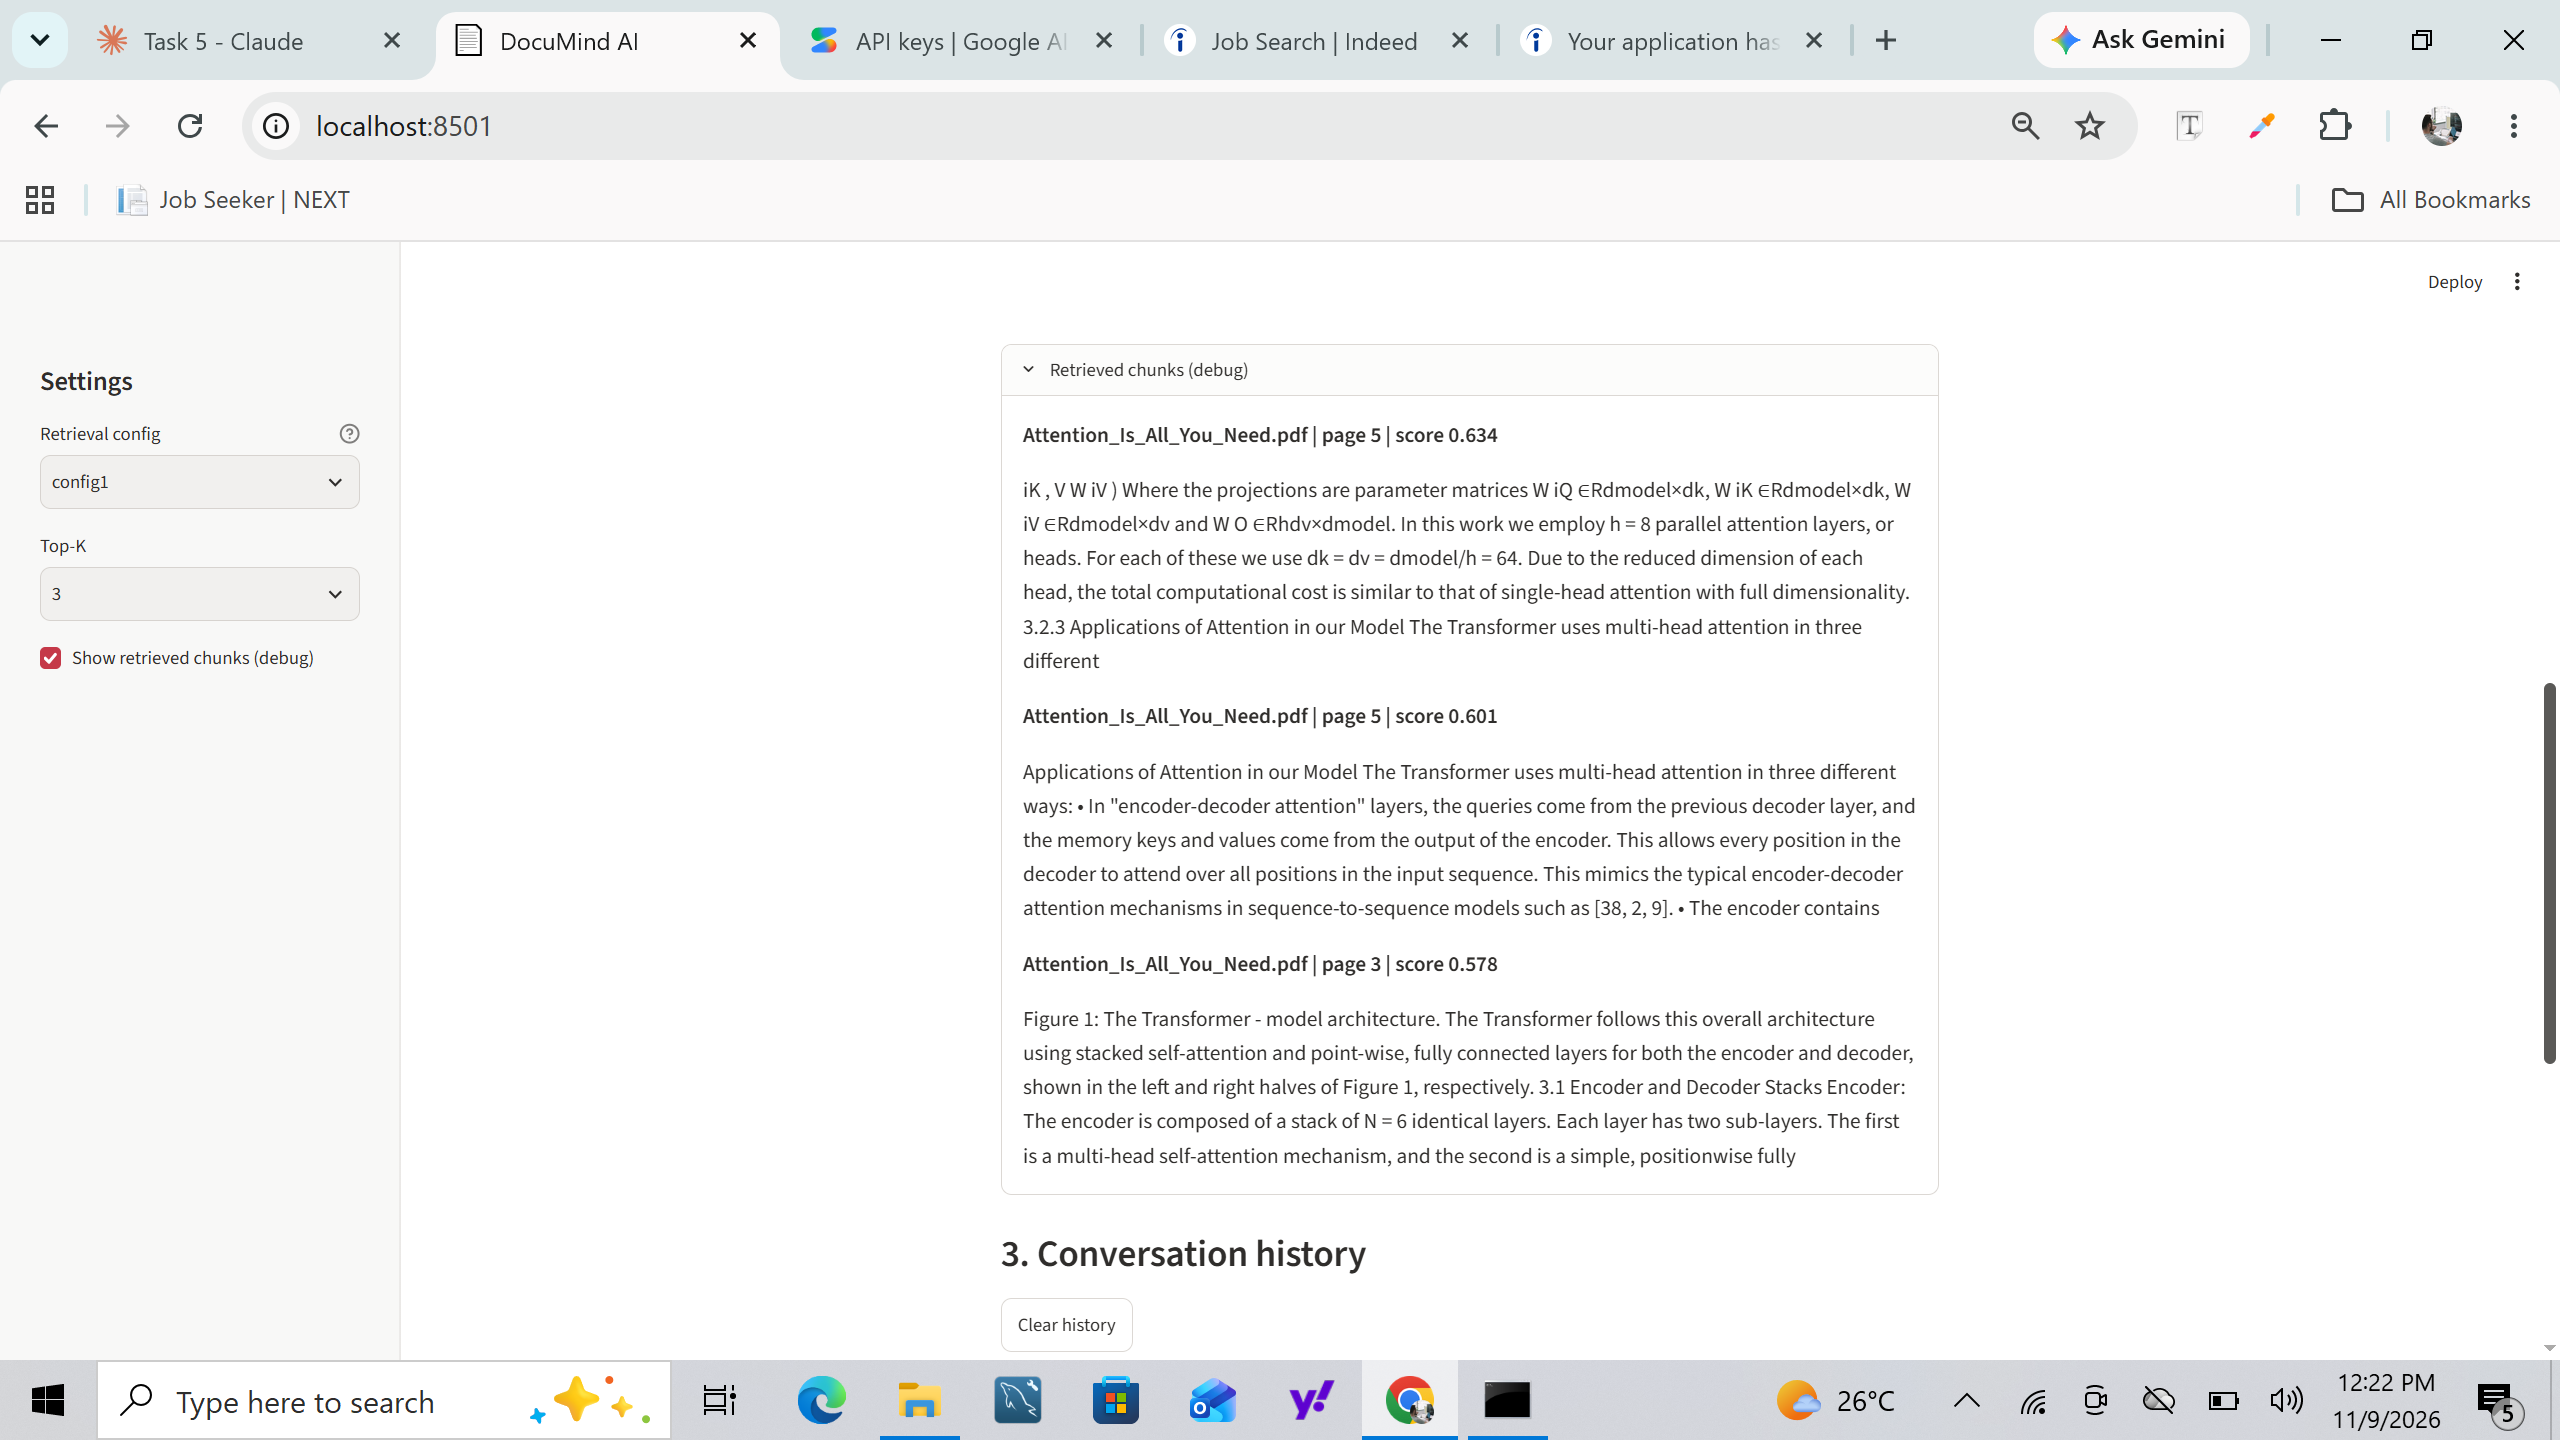 Task 5 - Claude
DocuMind AI
API keys | Google AI
Job Search | Indeed
Your application has
Ask Gemini
localhost:8501
Job Seeker | NEXT
All Bookmarks
Deploy
Settings
Retrieval config
config1
Top-K
3
Show retrieved chunks (debug)
Retrieved chunks (debug)
Attention_Is_All_You_Need.pdf | page 5 | score 0.634
iK , V W iV ) Where the projections are parameter matrices W iQ ∈Rdmodel×dk, W iK ∈Rdmodel×dk, W
iV ∈Rdmodel×dv and W O ∈Rhdv×dmodel. In this work we employ h = 8 parallel attention layers, or
heads. For each of these we use dk = dv = dmodel/h = 64. Due to the reduced dimension of each
head, the total computational cost is similar to that of single-head attention with full dimensionality.
3.2.3 Applications of Attention in our Model The Transformer uses multi-head attention in three
different
Attention_Is_All_You_Need.pdf | page 5 | score 0.601
Applications of Attention in our Model The Transformer uses multi-head attention in three different
ways: • In "encoder-decoder attention" layers, the queries come from the previous decoder layer, and
the memory keys and values come from the output of the encoder. This allows every position in the
decoder to attend over all positions in the input sequence. This mimics the typical encoder-decoder
attention mechanisms in sequence-to-sequence models such as [38, 2, 9]. • The encoder contains
Attention_Is_All_You_Need.pdf | page 3 | score 0.578
Figure 1: The Transformer - model architecture. The Transformer follows this overall architecture
using stacked self-attention and point-wise, fully connected layers for both the encoder and decoder,
shown in the left and right halves of Figure 1, respectively. 3.1 Encoder and Decoder Stacks Encoder:
The encoder is composed of a stack of N = 6 identical layers. Each layer has two sub-layers. The first
is a multi-head self-attention mechanism, and the second is a simple, positionwise fully
3. Conversation history
Clear history
Type here to search
26°C
12:22 PM
11/9/2026
5